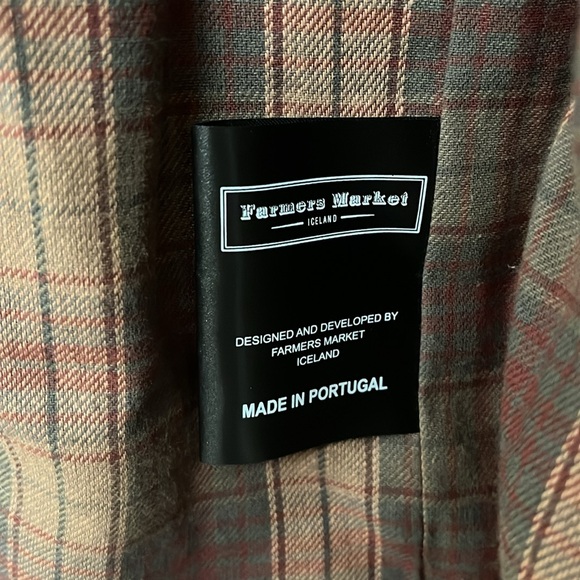 Farmers Market
ICELAND
DESIGNED AND DEVELOPED BY
FARMERS MARKET
ICELAND
MADE IN PORTUGAL